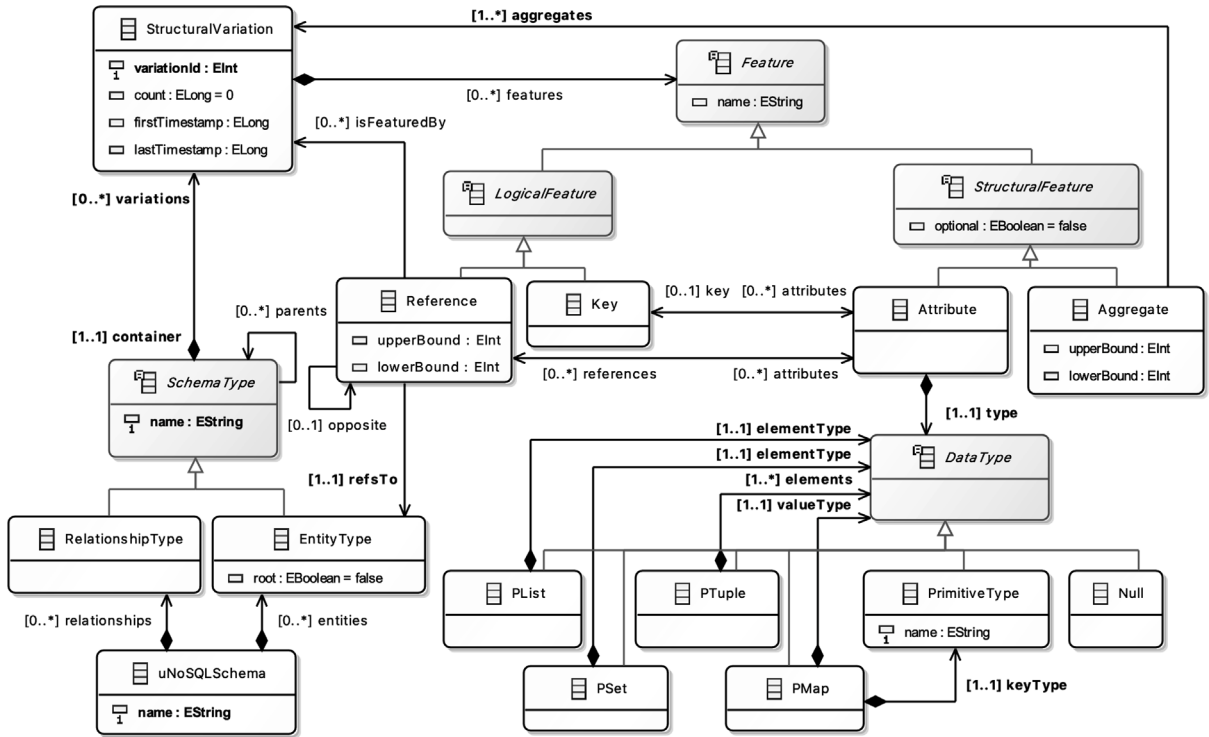 [1..*] aggregates
StructuralVariation
variationId : EInt
count : ELong = 0
firstTimestamp : ELong
lastTimestamp : ELong
Feature
name : EString
[0..*] features
[0..*] isFeaturedBy
LogicalFeature
StructuralFeature
optional : EBoolean = false
[0..*] variations
Reference
upperBound : EInt
lowerBound : EInt
Key
[0..1] key
[0..*] attributes
Attribute
Aggregate
upperBound : EInt
lowerBound : EInt
[0..*] parents
[1..1] container
SchemaType
name : EString
[0..*] references
[0..*] attributes
[0..1] opposite
[1..1] type
[1..1] elementType
[1..1] elementType
[1..*] elements
[1..1] valueType
DataType
[1..1] refsTo
RelationshipType
EntityType
root : EBoolean = false
PList
PTuple
PrimitiveType
name : EString
Null
[0..*] relationships
[0..*] entities
uNoSQLSchema
name : EString
PSet
PMap
[1..1] keyType